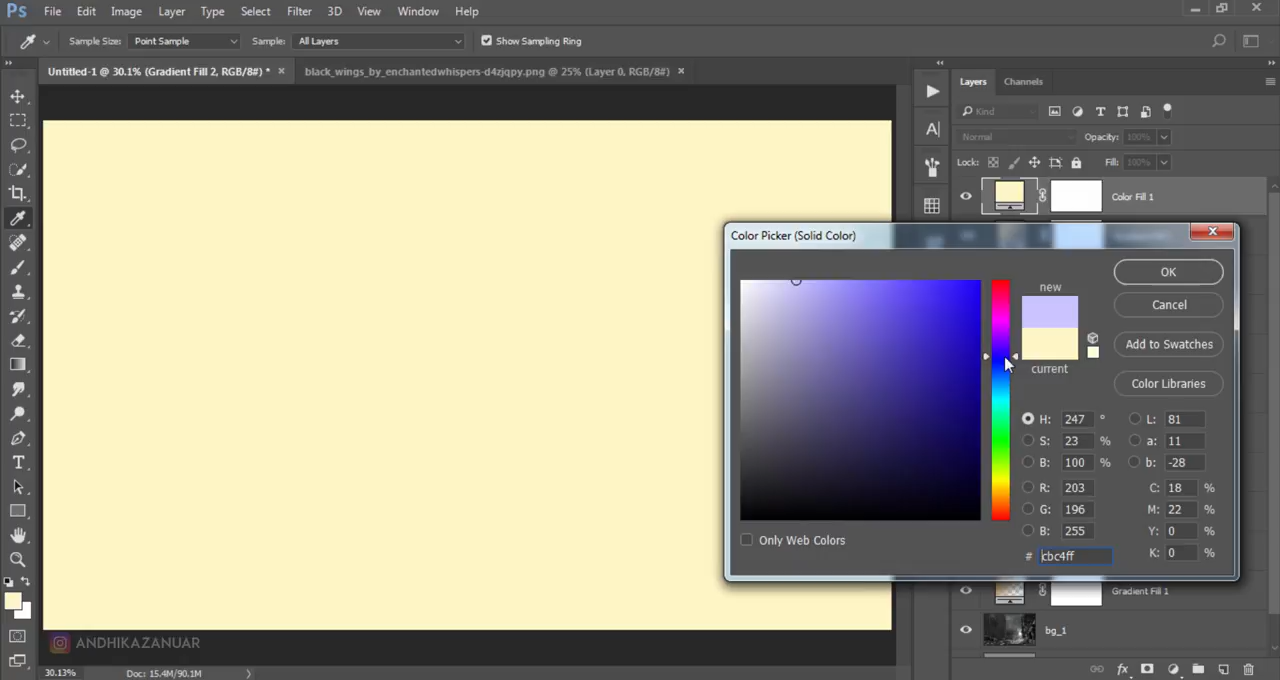 Ps File Edit Image Layer Type Select Filter 3D View Window Help
Sample Size: Point Sample Sample: All Layers Show Sampling Ring
Untitled-1 @ 30.1% (Gradient Fill 2, RGB/8#) * × black_wings_by_enchantedwhispers-d4zjqpy.png @ 25% (Layer 0, RGB/8#) ×
Layers Channels
Kind
Normal Opacity: 100%
Lock: Fill: 100%
Color Fill 1
Color Picker (Solid Color)
new
current
OK
Cancel
Add to Swatches
Color Libraries
H: 247 ° L: 81
S: 23 % a: 11
B: 100 % b: -28
R: 203 C: 18 %
G: 196 M: 22 %
B: 255 Y: 0 %
# cbc4ff K: 0 %
Only Web Colors
Gradient Fill 1
bg_1
ANDHIKAZANUAR
30.13% Doc: 15.4M/90.1M